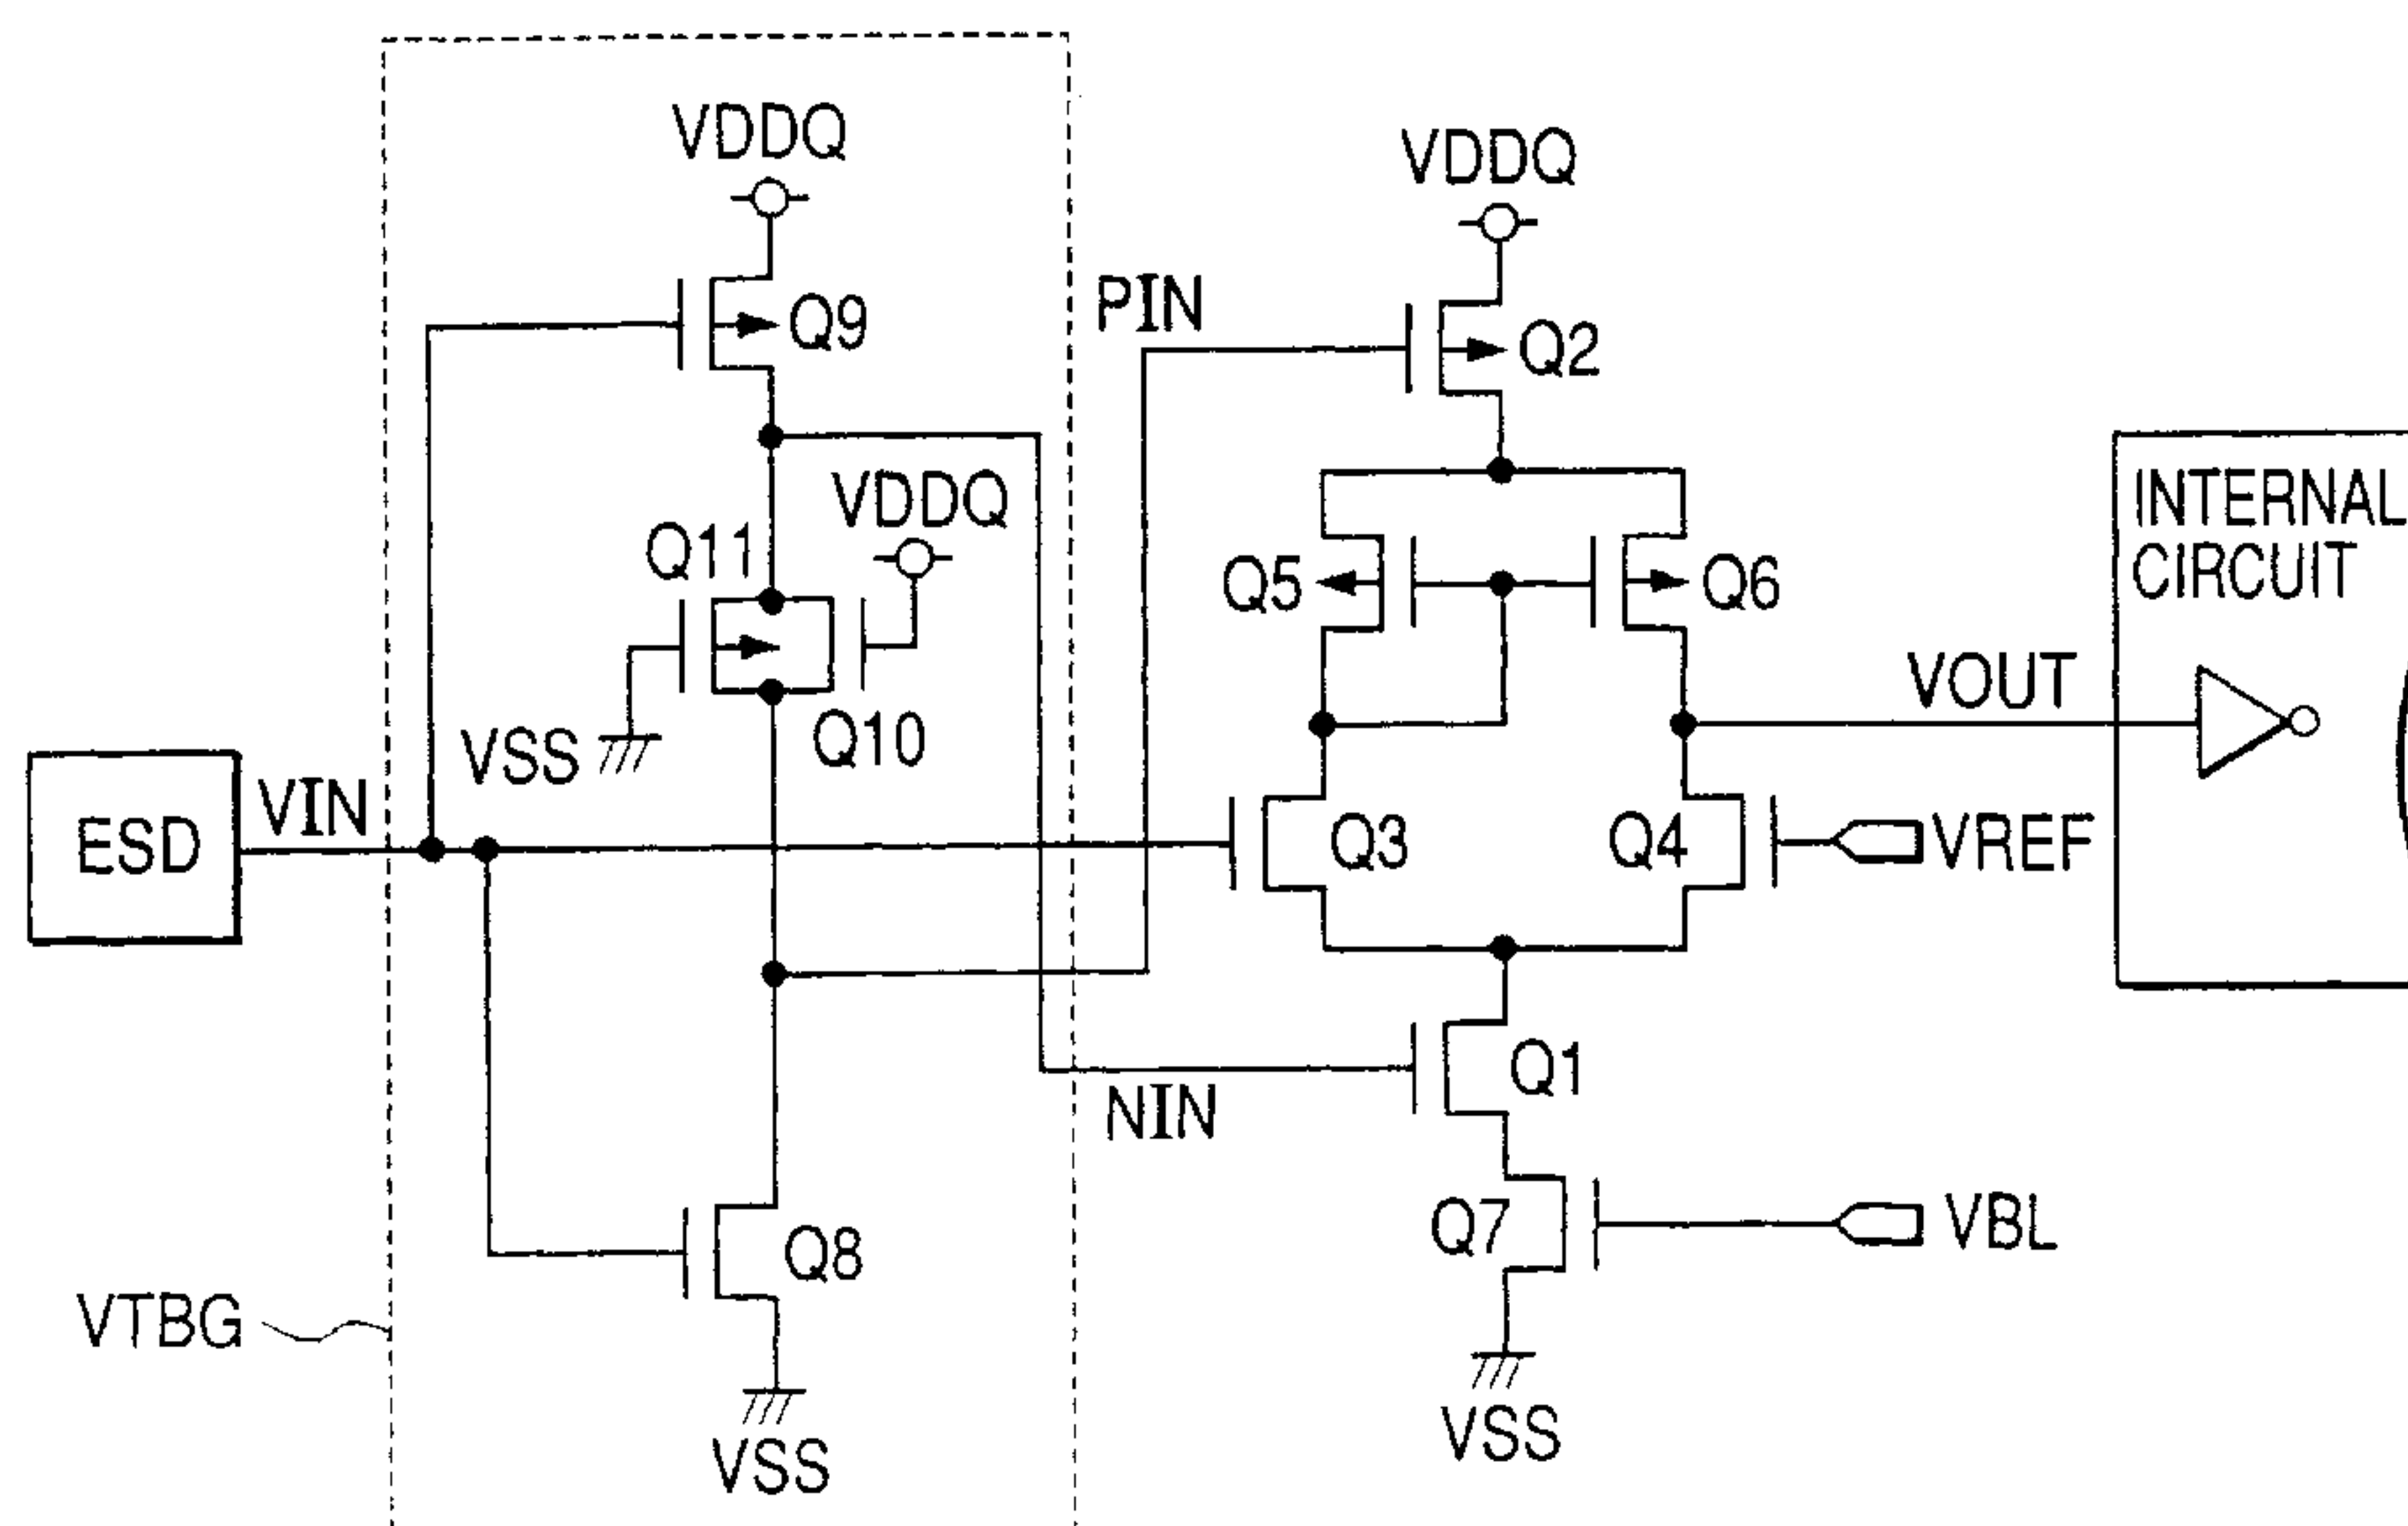 VDDQ
VDDQ
PIN
Q9
Q2
VDDQ
INTERNAL
CIRCUIT
Q11
Q5
Q6
VOUT
Q10
VSS
VIN
ESD
Q3
Q4
VREF
Q1
NIN
Q7
VBL
Q8
VTBG
VSS
VSS